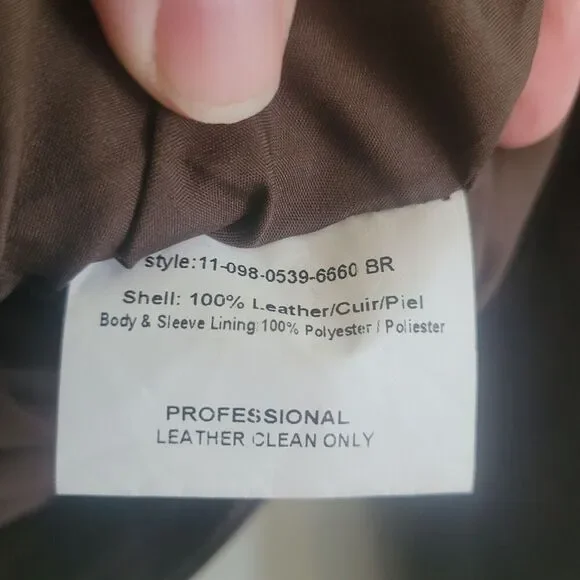 style:11-098-0539-6660 BR
Shell: 100% Leather/Cuir/Piel
Body & Sleeve Lining:100% Polyester / Poliester
PROFESSIONAL
LEATHER CLEAN ONLY